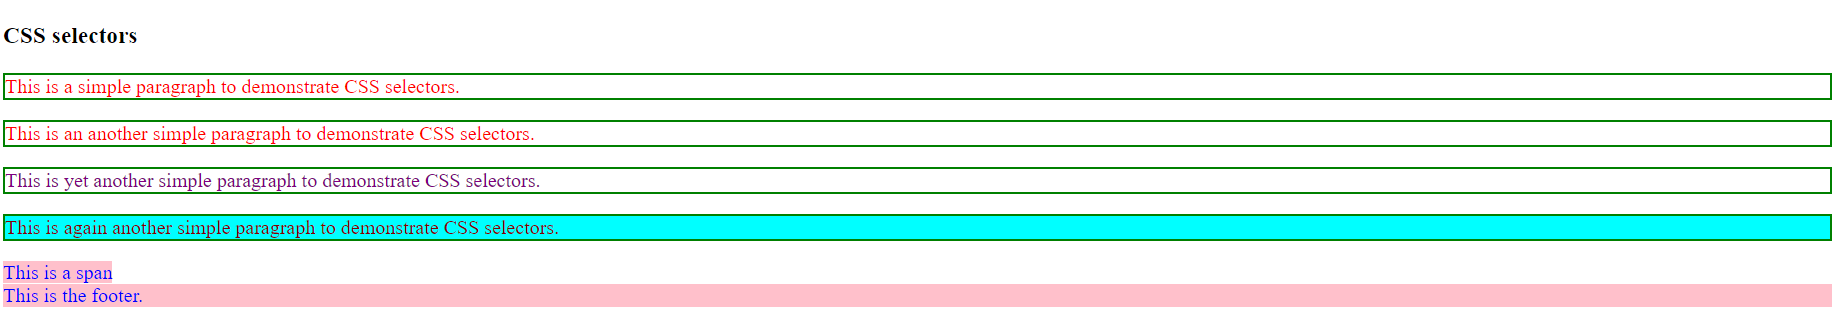 CSS selectors
This is a simple paragraph to demonstrate CSS selectors.
This is an another simple paragraph to demonstrate CSS selectors.
This is yet another simple paragraph to demonstrate CSS selectors.
This is again another simple paragraph to demonstrate CSS selectors.
This is a span
This is the footer.